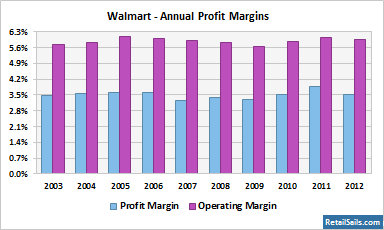 Walmart - Annual Profit Margins
6.3%
5.6%
4.9%
4.2%
3.5%
2.8%
2.1%
1.4%
0.7%
0.0%
2003 2004 2005 2006 2007 2008 2009 2010 2011 2012
Profit Margin Operating Margin
RetailSails.com